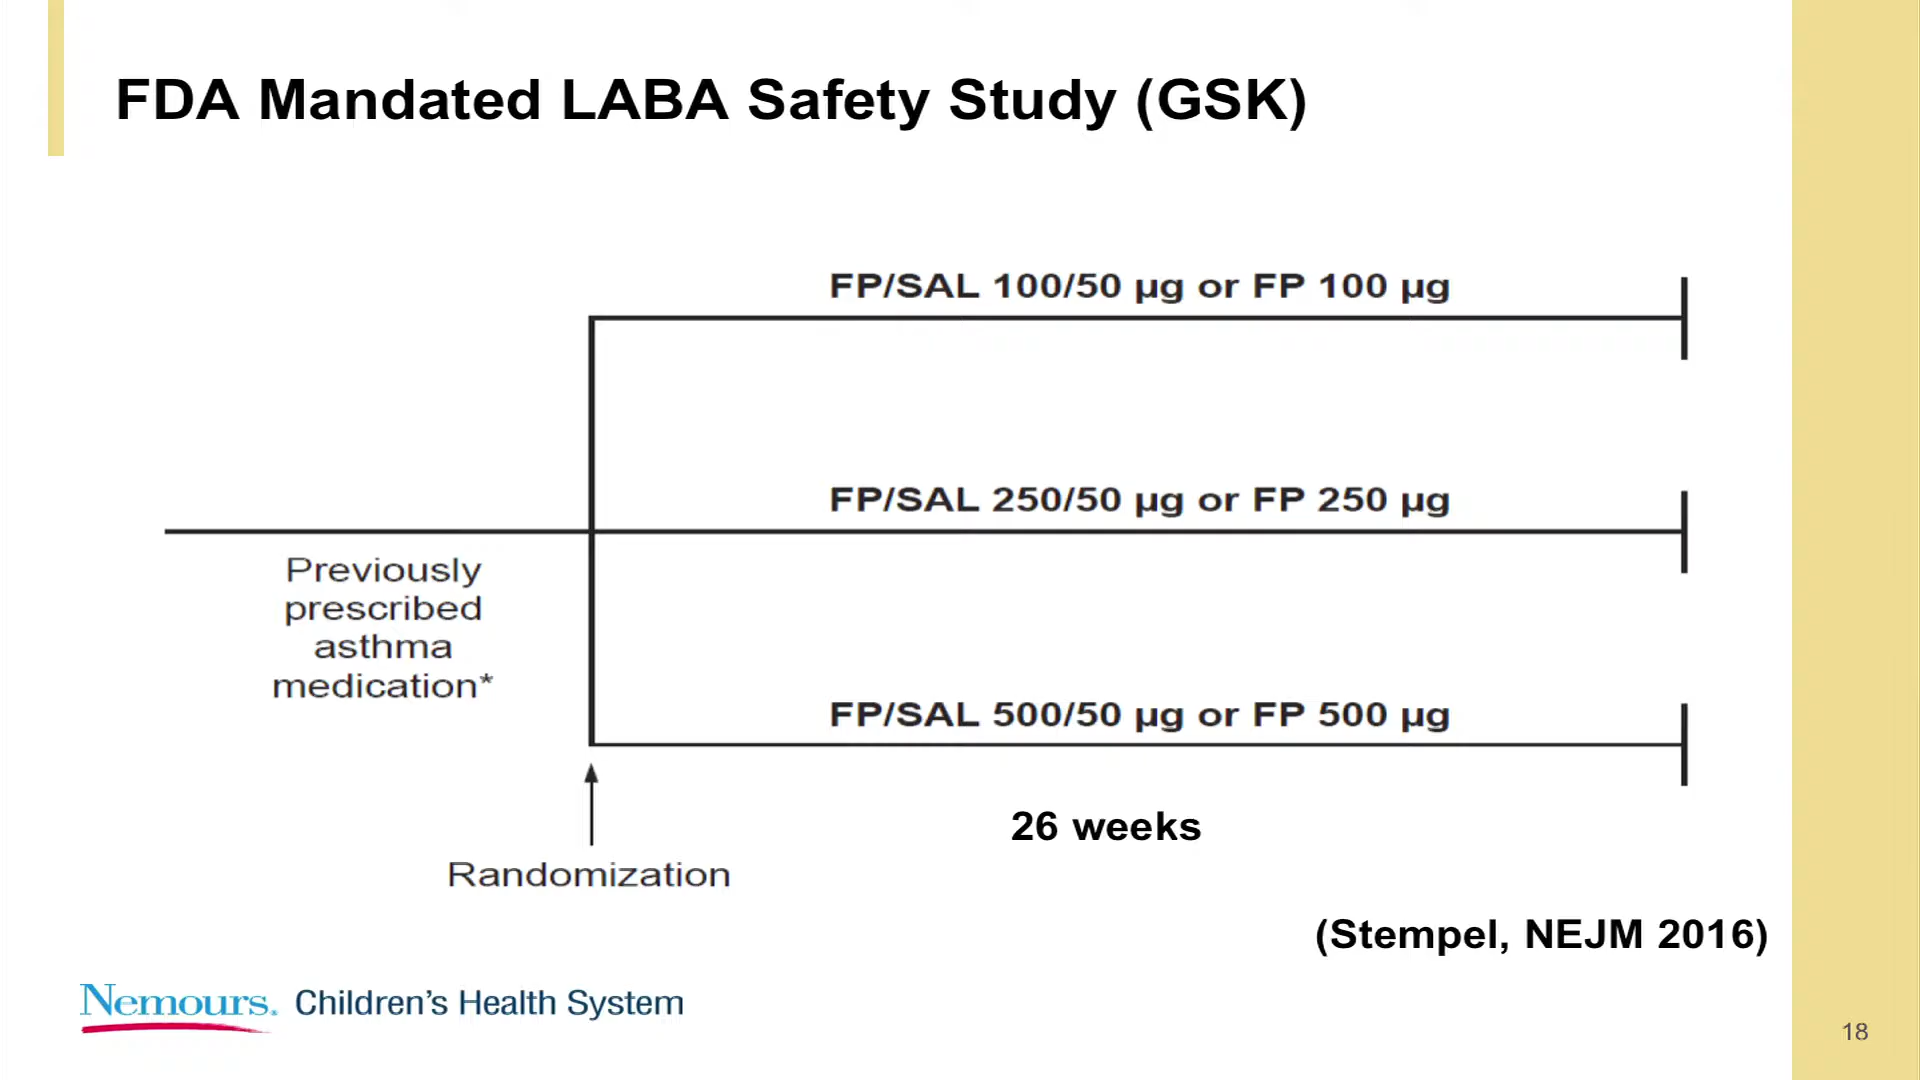 FDA Mandated LABA Safety Study (GSK)
FP/SAL 100/50 µg or FP 100 µg
FP/SAL 250/50 µg or FP 250 µg
Previously
prescribed
asthma
medication*
FP/SAL 500/50 µg or FP 500 µg
26 weeks
Randomization
(Stempel, NEJM 2016)
Nemours. Children's Health System
18